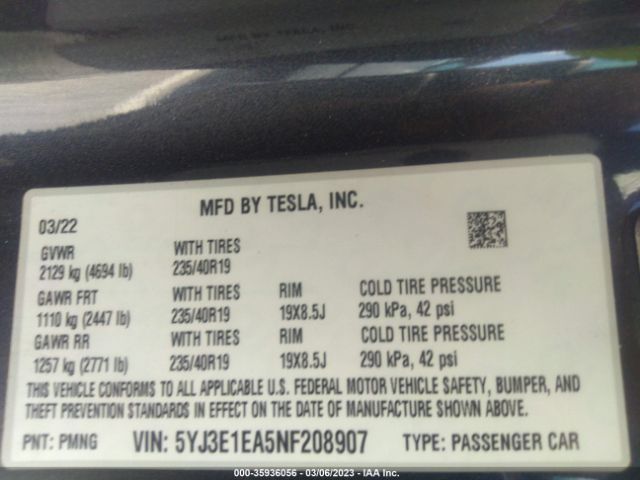 MFD BY TESLA, INC.
MFD BY TESLA, INC.
03/22
GVWR WITH TIRES
2129 kg (4694 lb) 235/40R19
GAWR FRT WITH TIRES RIM COLD TIRE PRESSURE
1110 kg (2447 lb) 235/40R19 19X8.5J 290 kPa, 42 psi
GAWR RR WITH TIRES RIM COLD TIRE PRESSURE
1257 kg (2771 lb) 235/40R19 19X8.5J 290 kPa, 42 psi
THIS VEHICLE CONFORMS TO ALL APPLICABLE U.S. FEDERAL MOTOR VEHICLE SAFETY, BUMPER, AND
THEFT PREVENTION STANDARDS IN EFFECT ON THE DATE OF MANUFACTURE SHOWN ABOVE.
PNT: PMNG VIN: 5YJ3E1EA5NF208907 TYPE: PASSENGER CAR
000-35936056 - 03/06/2023 - IAA Inc.